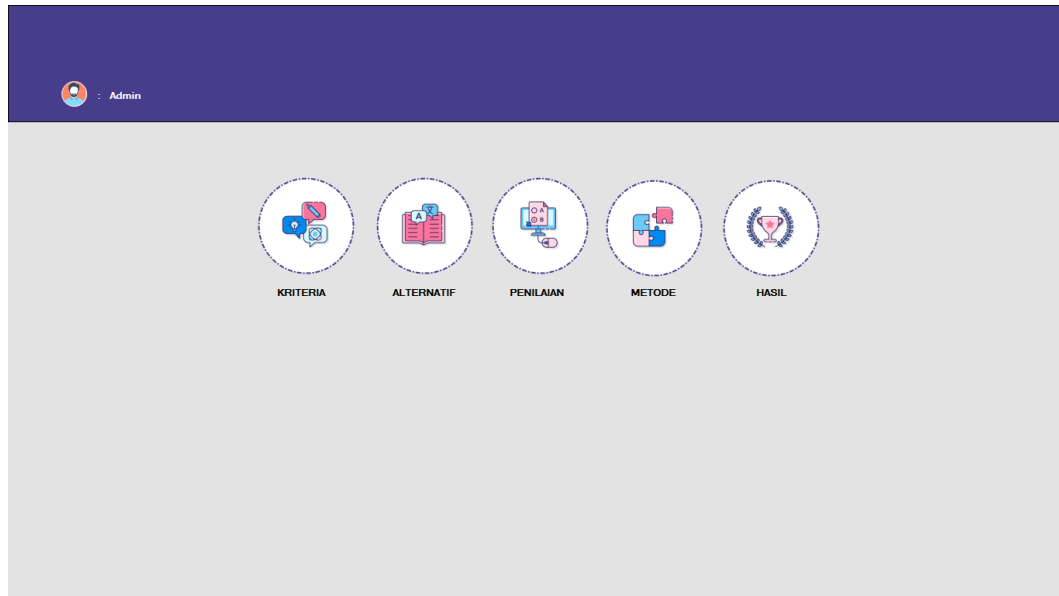 : Admin
KRITERIA
ALTERNATIF
PENILAIAN
METODE
HASIL